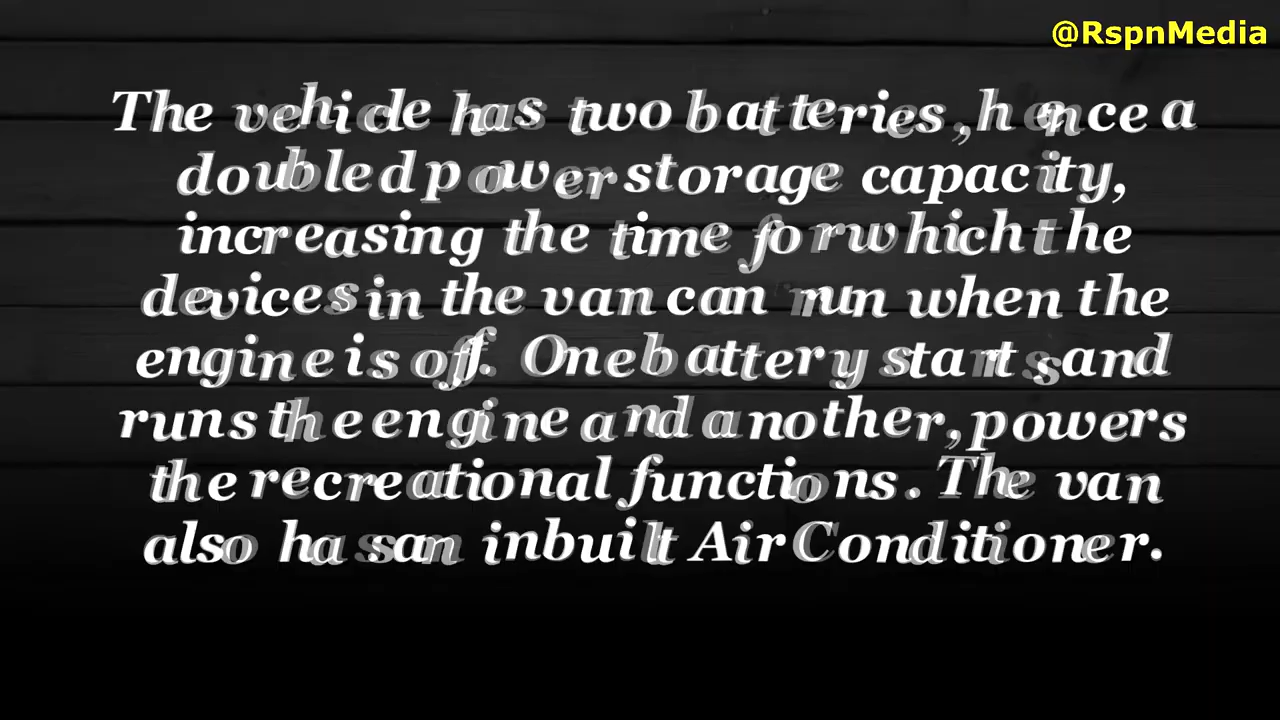 @RspnMedia
The vehicle has two batteries, hence a
doubled power storage capacity,
increasing the time for which the
devices in the van can run when the
engine is off. One battery starts and
runs the engine and another, powers
the recreational functions. The van
also has an inbuilt Air Conditioner.